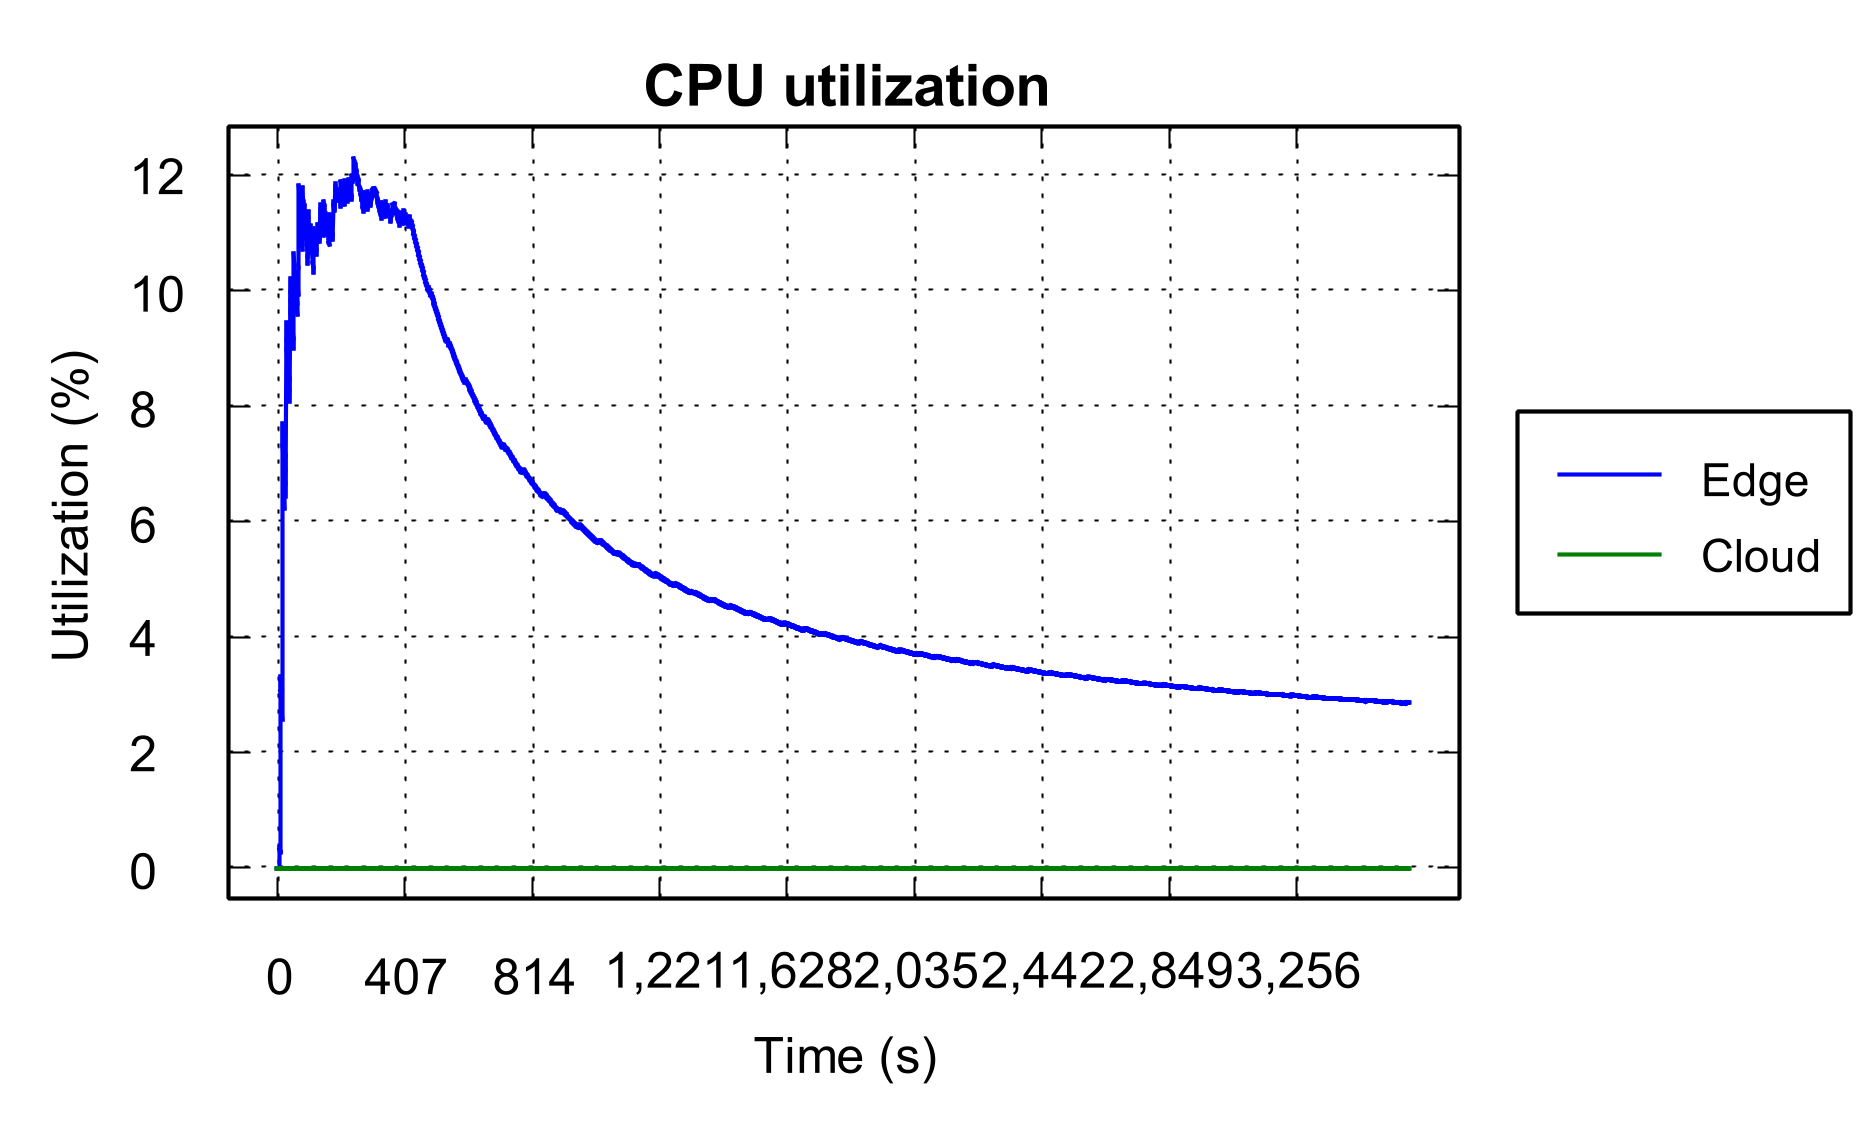 CPU utilization
12
10
8
6
4
2
0
Utilization (%)
0 407 814 1,2211,6282,0352,4422,8493,256
Time (s)
Edge
Cloud